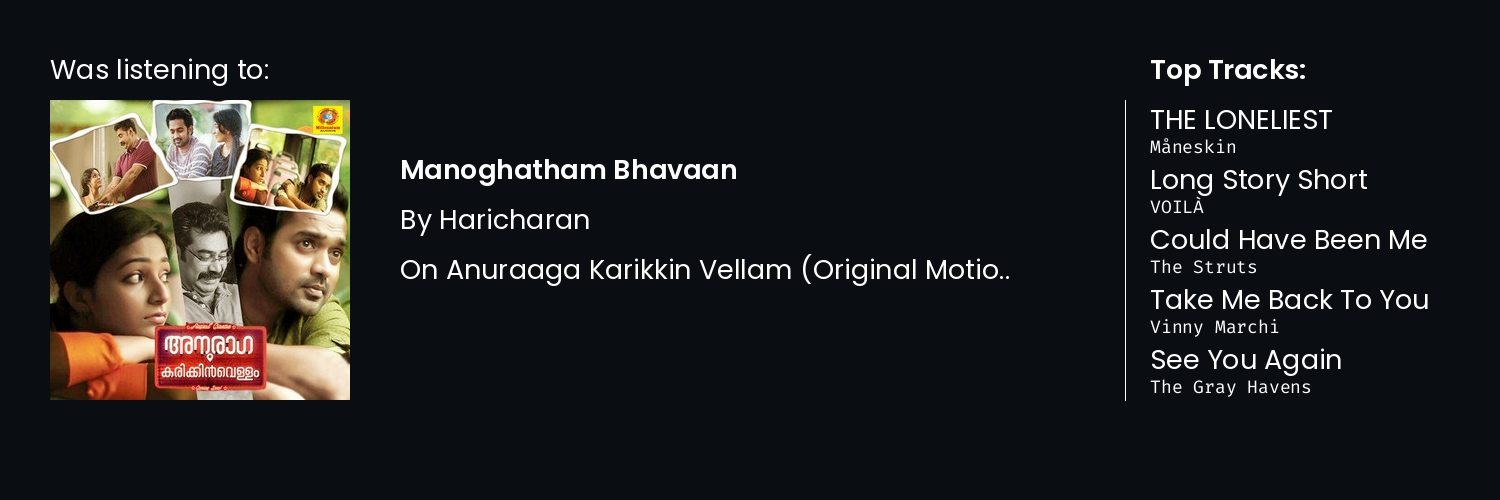 Was listening to:
Millennium
അനുരാഗ
കരിക്കിൻവെള്ളം
Manoghatham Bhavaan
By Haricharan
On Anuraaga Karikkin Vellam (Original Motio..
Top Tracks:
THE LONELIEST
Måneskin
Long Story Short
VOILÀ
Could Have Been Me
The Struts
Take Me Back To You
Vinny Marchi
See You Again
The Gray Havens